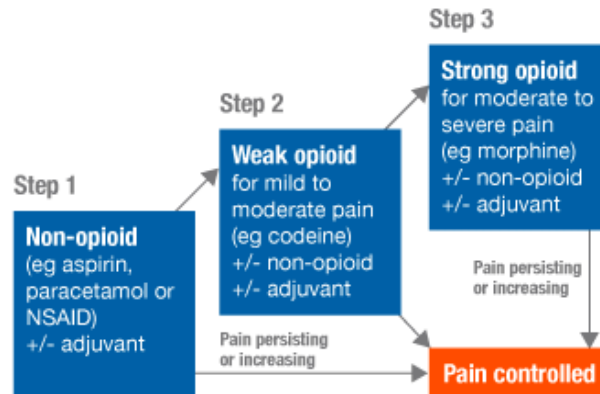 Step 1
Non-opioid
(eg aspirin,
paracetamol or
NSAID)
+/- adjuvant
Step 2
Weak opioid
for mild to
moderate pain
(eg codeine)
+/- non-opioid
+/- adjuvant
Step 3
Strong opioid
for moderate to
severe pain
(eg morphine)
+/- non-opioid
+/- adjuvant
Pain persisting
or increasing
Pain persisting
or increasing
Pain controlled